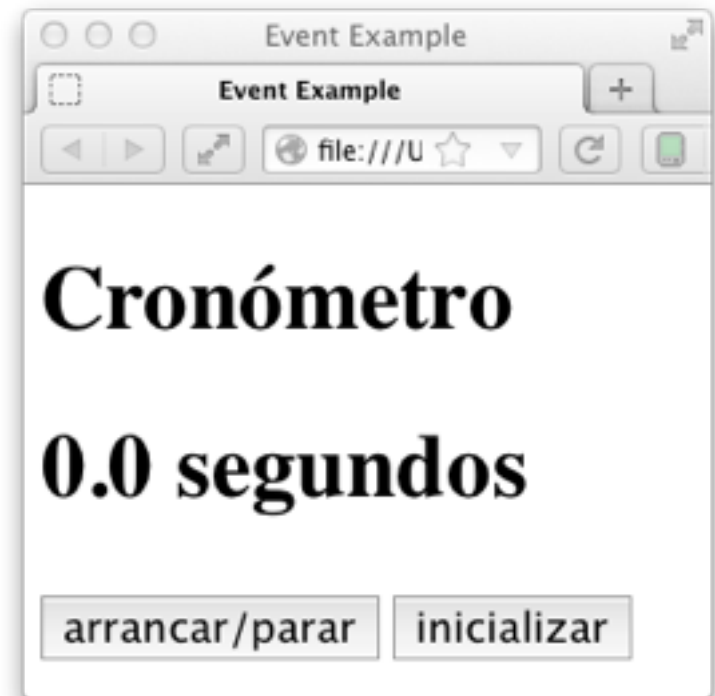 Event Example
Event Example
file:///U
Cronómetro
0.0 segundos
arrancar/parar inicializar